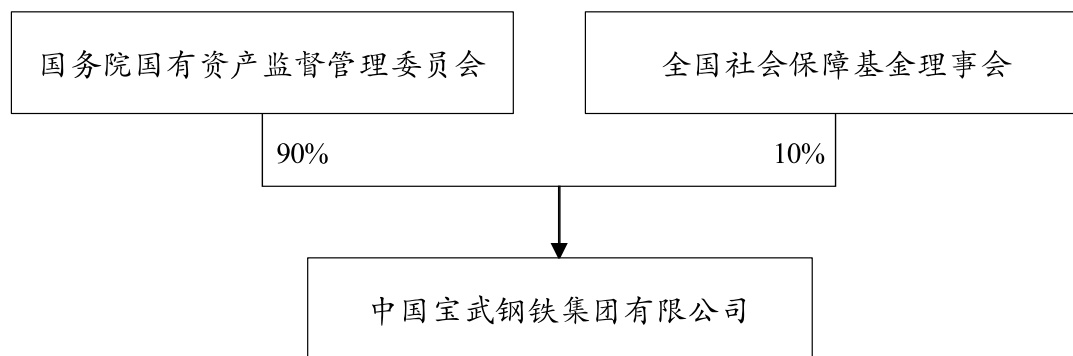 国务院国有资产监督管理委员会
全国社会保障基金理事会
90%
10%
中国宝武钢铁集团有限公司